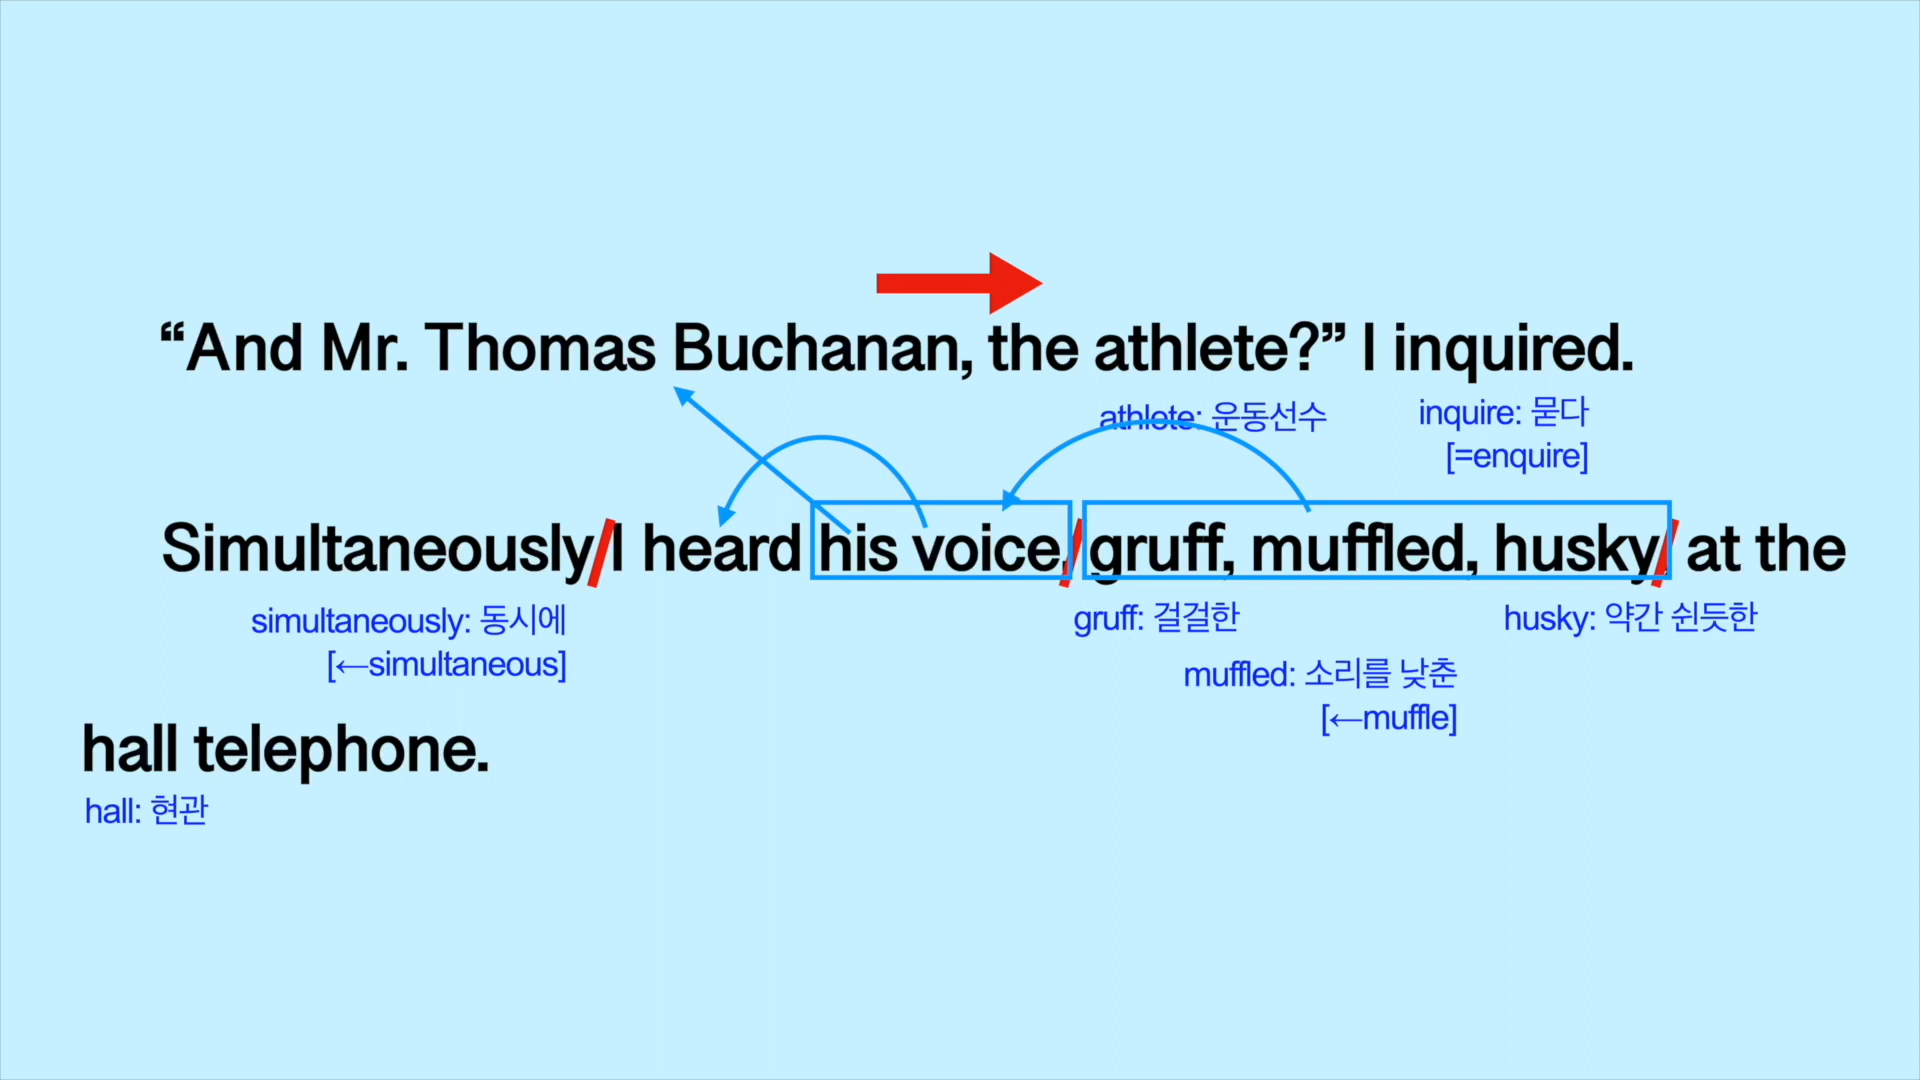 “And Mr. Thomas Buchanan, the athlete?” I inquired.
athlete: 운동선수
inquire: 묻다
[=enquire]
Simultaneously I heard his voice, gruff, muffled, husky, at the
simultaneously: 동시에
[←simultaneous]
gruff: 걸걸한
husky: 약간 쉰듯한
muffled: 소리를 낮춘
[←muffle]
hall telephone.
hall: 현관